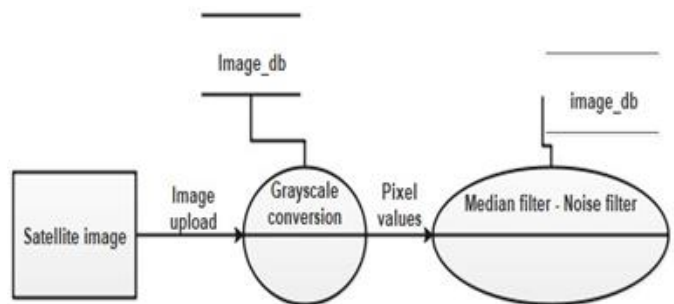 Image_db
image_db
Satellite image
Image
upload
Grayscale
conversion
Pixel
values
Median filter - Noise filter